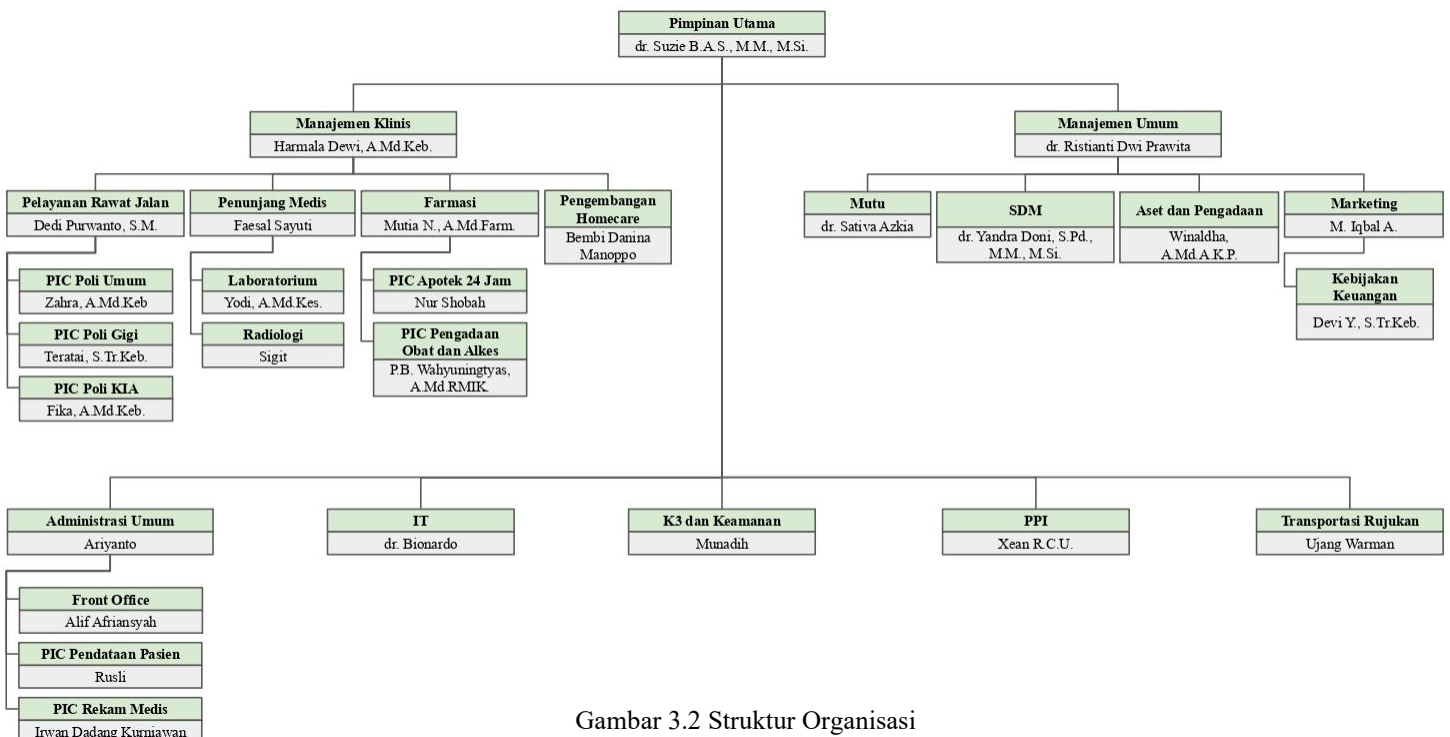 Pimpinan Utama
dr. Suzie B.A.S., M.M., M.Si.
Manajemen Klinis
Harmala Dewi, A.Md.Keb.
Manajemen Umum
dr. Ristianti Dwi Prawita
Pelayanan Rawat Jalan
Dedi Purwanto, S.M.
Penunjang Medis
Faesal Sayuti
Farmasi
Mutia N., A.Md.Farm.
Pengembangan
Homecare
Bembi Danina
Manoppo
Mutu
dr. Sativa Azkia
SDM
dr. Yandra Doni, S.Pd.,
M.M., M.Si.
Aset dan Pengadaan
Winaldha,
A.Md.A.K.P.
Marketing
M. Iqbal A.
PIC Poli Umum
Zahra, A.Md.Keb
PIC Poli Gigi
Teratai, S.Tr.Keb.
PIC Poli KIA
Fika, A.Md.Keb.
Laboratorium
Yodi, A.Md.Kes.
Radiologi
Sigit
PIC Apotek 24 Jam
Nur Shobah
PIC Pengadaan
Obat dan Alkes
P.B. Wahyuningtyas,
A.Md.RMIK.
Kebijakan
Keuangan
Devi Y., S.Tr.Keb.
Administrasi Umum
Ariyanto
IT
dr. Bionardo
K3 dan Keamanan
Munadih
PPI
Xean R.C.U.
Transportasi Rujukan
Ujang Warman
Front Office
Alif Afriansyah
PIC Pendataan Pasien
Rusli
PIC Rekam Medis
Irwan Dadang Kurniawan
Gambar 3.2 Struktur Organisasi